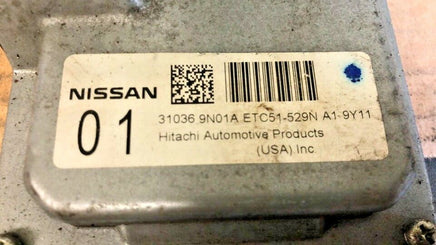 NISSAN
01
31036 9N01A ETC51-529N A1-9Y11
Hitachi Automotive Products
(USA) Inc